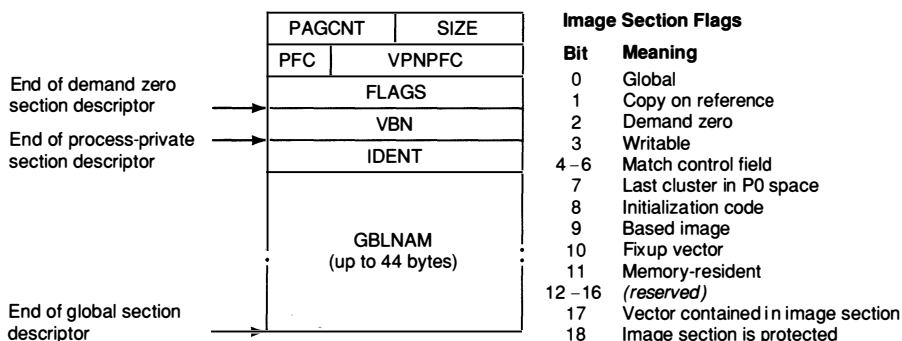 PAGCNT SIZE
PFC VPNPFC
FLAGS
VBN
IDENT
GBLNAM
(up to 44 bytes)
End of demand zero
section descriptor
End of process-private
section descriptor
End of global section
descriptor
Image Section Flags
Bit Meaning
0 Global
1 Copy on reference
2 Demand zero
3 Writable
4–6 Match control field
7 Last cluster in P0 space
8 Initialization code
9 Based image
10 Fixup vector
11 Memory-resident
12–16 (reserved)
17 Vector contained in image section
18 Image section is protected